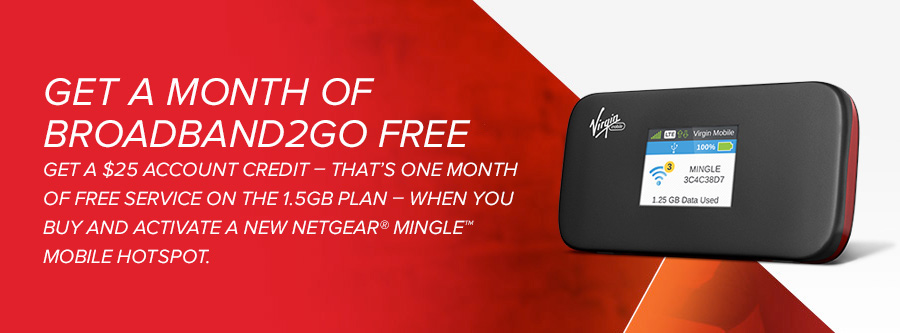 GET A MONTH OF
BROADBAND2GO FREE
GET A $25 ACCOUNT CREDIT – THAT'S ONE MONTH
OF FREE SERVICE ON THE 1.5GB PLAN – WHEN YOU
BUY AND ACTIVATE A NEW NETGEAR® MINGLE™
MOBILE HOTSPOT.
Virgin
mobile
LTE Virgin Mobile
100%
3
MINGLE
3C4C38D7
1.25 GB Data Used